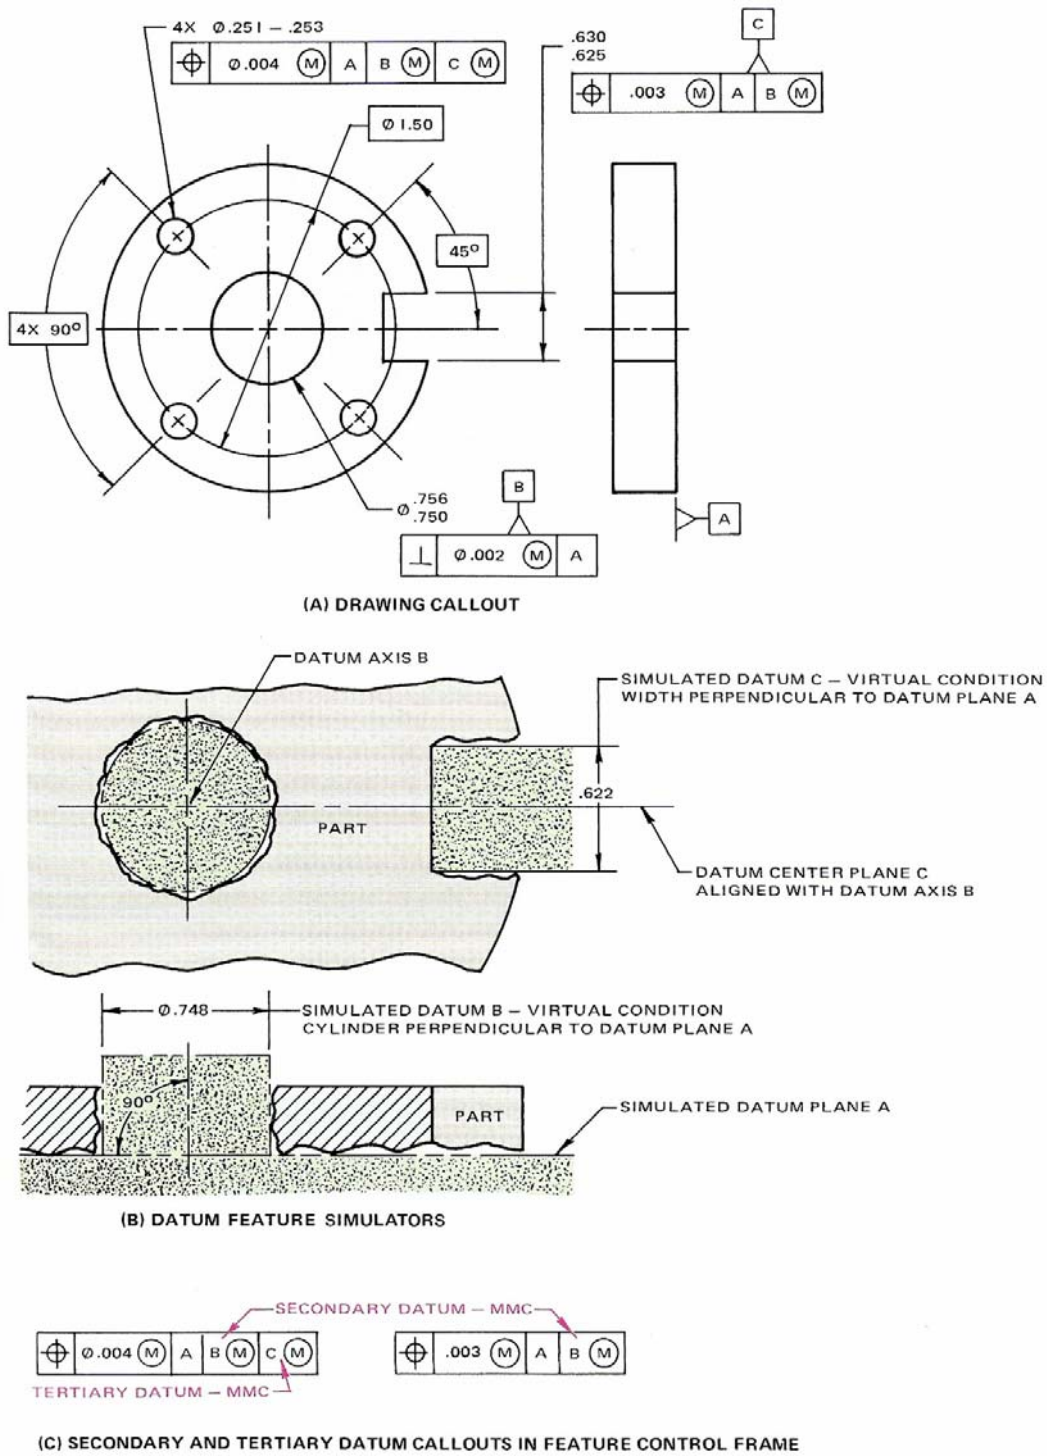 4X Ø.251 – .253
⌖ Ø.004 Ⓜ A B Ⓜ C Ⓜ
Ø1.50
.630
.625
C
⌖ .003 Ⓜ A B Ⓜ
45°
4X 90°
Ø .756
.750
B
⊥ Ø.002 Ⓜ A
A
(A) DRAWING CALLOUT
DATUM AXIS B
SIMULATED DATUM C – VIRTUAL CONDITION
WIDTH PERPENDICULAR TO DATUM PLANE A
.622
PART
DATUM CENTER PLANE C
ALIGNED WITH DATUM AXIS B
Ø.748
SIMULATED DATUM B – VIRTUAL CONDITION
CYLINDER PERPENDICULAR TO DATUM PLANE A
90°
PART
SIMULATED DATUM PLANE A
(B) DATUM FEATURE SIMULATORS
SECONDARY DATUM – MMC
⌖ Ø.004 Ⓜ A B Ⓜ C Ⓜ
⌖ .003 Ⓜ A B Ⓜ
TERTIARY DATUM – MMC
(C) SECONDARY AND TERTIARY DATUM CALLOUTS IN FEATURE CONTROL FRAME